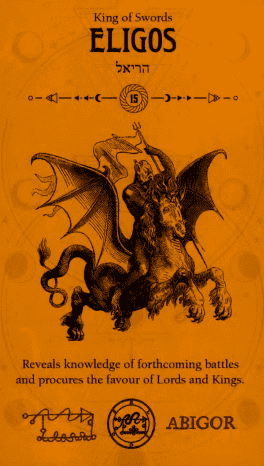 King of Swords
ELIGOS
הריאל
15
Reveals knowledge of forthcoming battles
and procures the favour of Lords and Kings.
ABIGOR